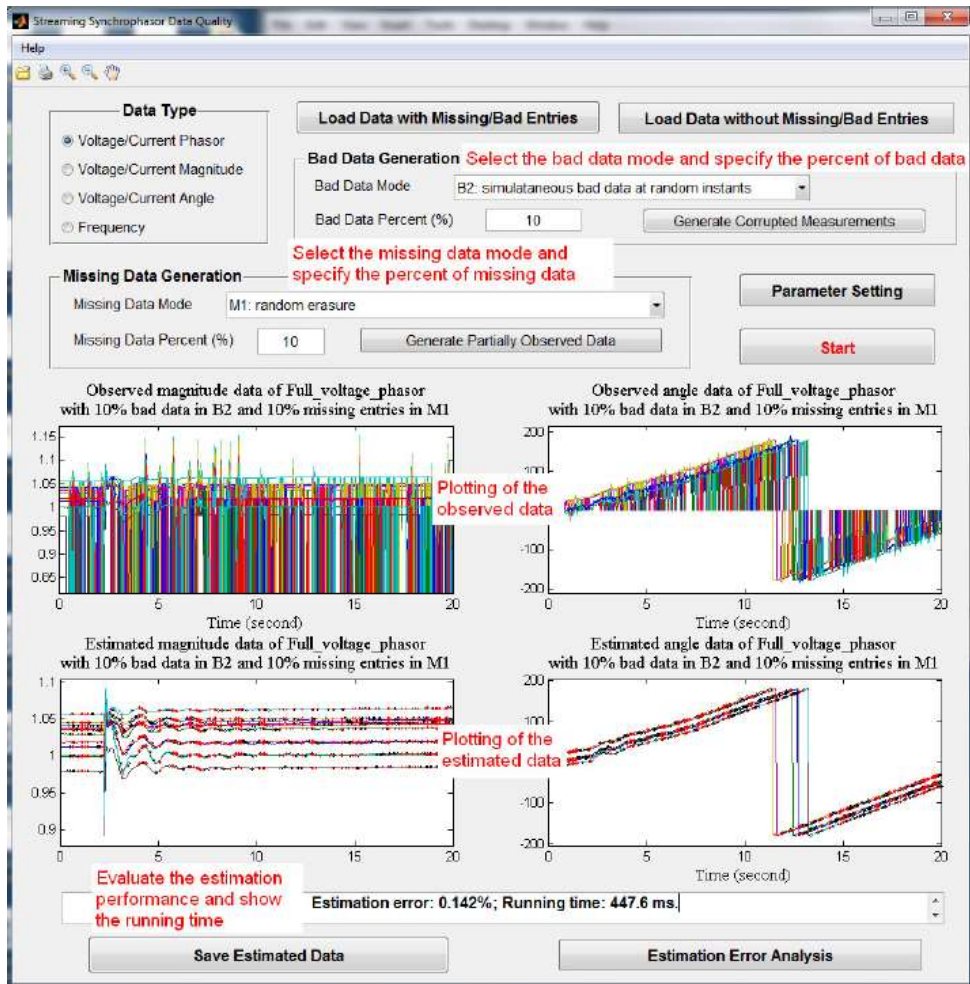 Streaming Synchrophasor Data Quality
Help
Data Type
Voltage/Current Phasor
Voltage/Current Magnitude
Voltage/Current Angle
Frequency
Load Data with Missing/Bad Entries
Load Data without Missing/Bad Entries
Bad Data Generation
Select the bad data mode and specify the percent of bad data
Bad Data Mode
B2: simulataneous bad data at random instants
Bad Data Percent (%)
10
Generate Corrupted Measurements
Select the missing data mode and
specify the percent of missing data
Missing Data Generation
Missing Data Mode
M1: random erasure
Missing Data Percent (%)
10
Generate Partially Observed Data
Parameter Setting
Start
Observed magnitude data of Full_voltage_phasor
with 10% bad data in B2 and 10% missing entries in M1
1.15
1.1
1.05
1
0.95
0.9
0.85
0 5 10 15 20
Time (second)
Observed angle data of Full_voltage_phasor
with 10% bad data in B2 and 10% missing entries in M1
200
100
-100
-200
0 5 10 15 20
Time (second)
Plotting of the
observed data
Estimated magnitude data of Full_voltage_phasor
with 10% bad data in B2 and 10% missing entries in M1
1.1
1.05
1
0.95
0.9
0 5 10 15 20
Estimated angle data of Full_voltage_phasor
with 10% bad data in B2 and 10% missing entries in M1
200
100
-100
-200
0 5 10 15 20
Time (second)
Plotting of the
estimated data
Evaluate the estimation
performance and show
the running time
Estimation error: 0.142%; Running time: 447.6 ms.
Save Estimated Data
Estimation Error Analysis